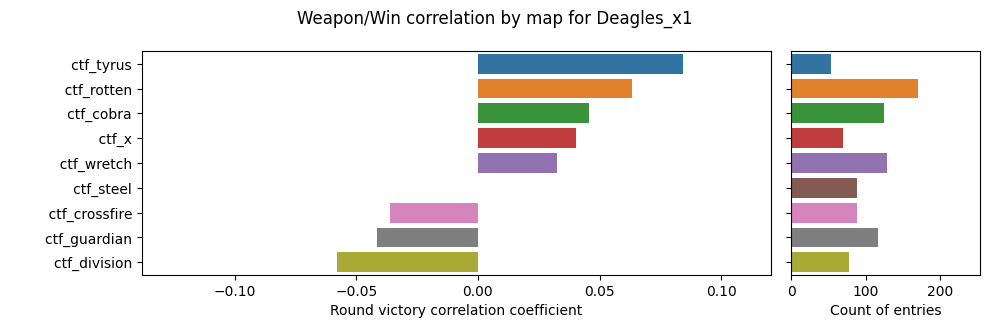 Weapon/Win correlation by map for Deagles_x1
ctf_tyrus
ctf_rotten
ctf_cobra
ctf_x
ctf_wretch
ctf_steel
ctf_crossfire
ctf_guardian
ctf_division
−0.10 −0.05 0.00 0.05 0.10
Round victory correlation coefficient
0 100 200
Count of entries